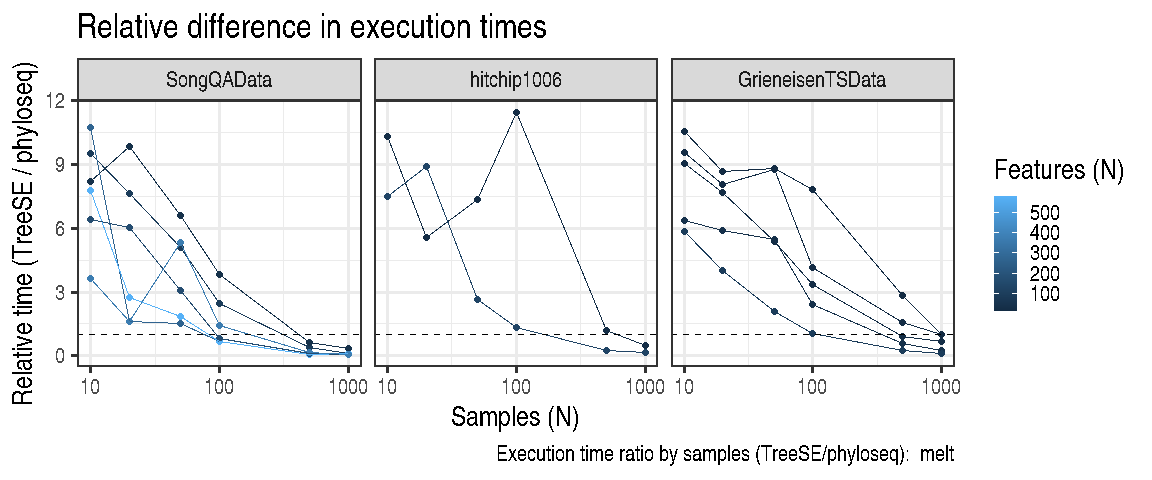 Relative difference in execution times
SongQAData
hitchip1006
GrieneisenTSData
Relative time (TreeSE / phyloseq)
12
9
6
3
0
10
100
1000
10
100
1000
10
100
1000
Samples (N)
Features (N)
500
400
300
200
100
Execution time ratio by samples (TreeSE/phyloseq): melt